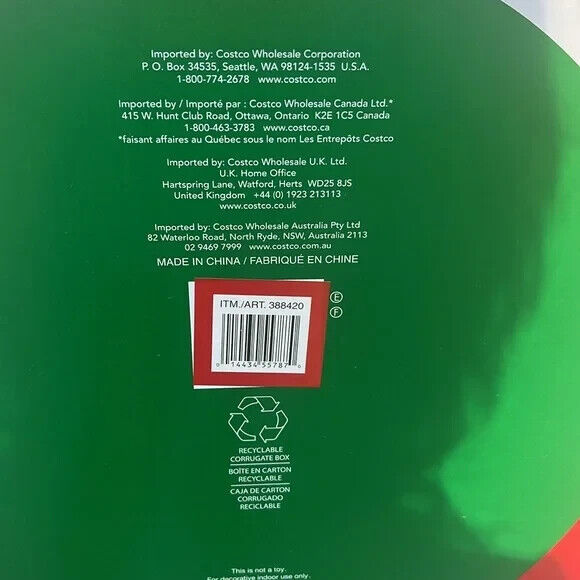 Imported by: Costco Wholesale Corporation
P. O. Box 34535, Seattle, WA 98124-1535 U.S.A.
1-800-774-2678 www.costco.com
Imported by / Importé par : Costco Wholesale Canada Ltd.*
415 W. Hunt Club Road, Ottawa, Ontario K2E 1C5 Canada
1-800-463-3783 www.costco.ca
*faisant affaires au Québec sous le nom Les Entrepôts Costco
Imported by: Costco Wholesale U.K. Ltd.
U.K. Home Office
Hartspring Lane, Watford, Herts WD25 8JS
United Kingdom +44 (0) 1923 213113
www.costco.co.uk
Imported by: Costco Wholesale Australia Pty Ltd
82 Waterloo Road, North Ryde, NSW, Australia 2113
02 9469 7999 www.costco.com.au
MADE IN CHINA / FABRIQUÉ EN CHINE
ITM./ART. 388420
E
F
0 14434 55787 0
RECYCLABLE
CORRUGATE BOX
BOÎTE EN CARTON
RECYCLABLE
CAJA DE CARTON
CORRUGADO
RECICLABLE
This is not a toy.
For decorative indoor use only.